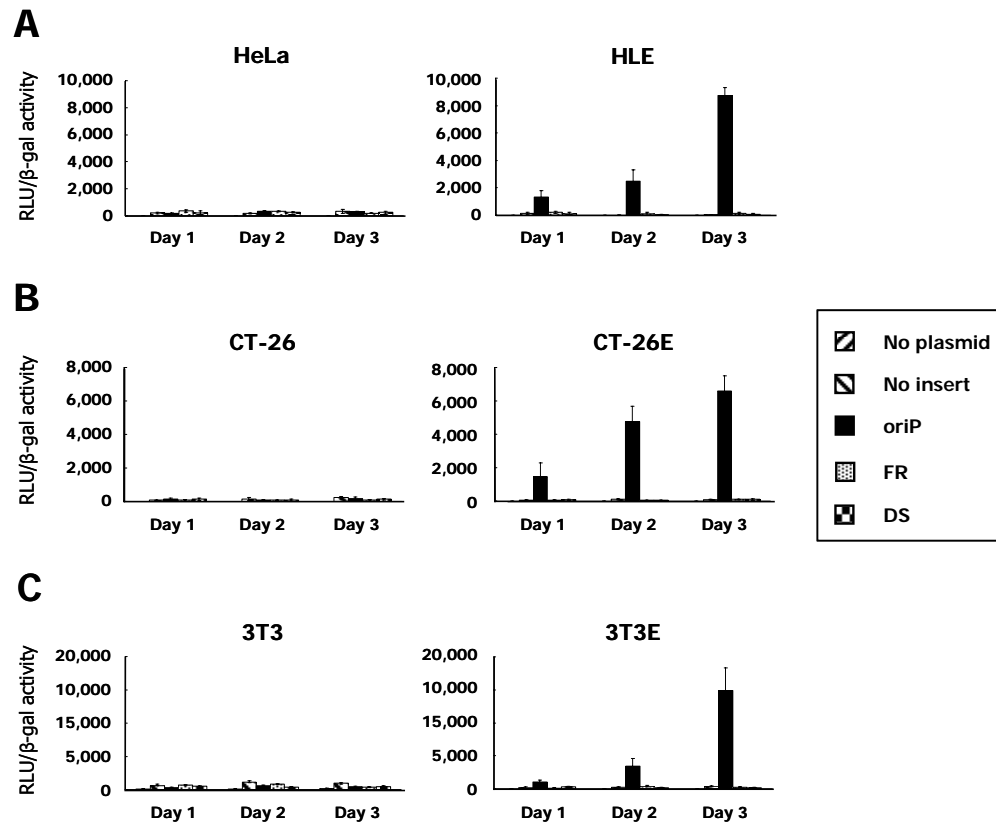 A
HeLa
HLE
RLU/β-gal activity
10,000
8,000
6,000
4,000
2,000
0
Day 1 Day 2 Day 3
10,000
8,000
6,000
4,000
2,000
0
Day 1 Day 2 Day 3
B
CT-26
CT-26E
RLU/β-gal activity
8,000
6,000
4,000
2,000
0
Day 1 Day 2 Day 3
8,000
6,000
4,000
2,000
0
Day 1 Day 2 Day 3
No plasmid
No insert
oriP
FR
DS
C
3T3
3T3E
RLU/β-gal activity
20,000
10,000
15,000
5,000
0
Day 1 Day 2 Day 3
20,000
10,000
15,000
5,000
0
Day 1 Day 2 Day 3